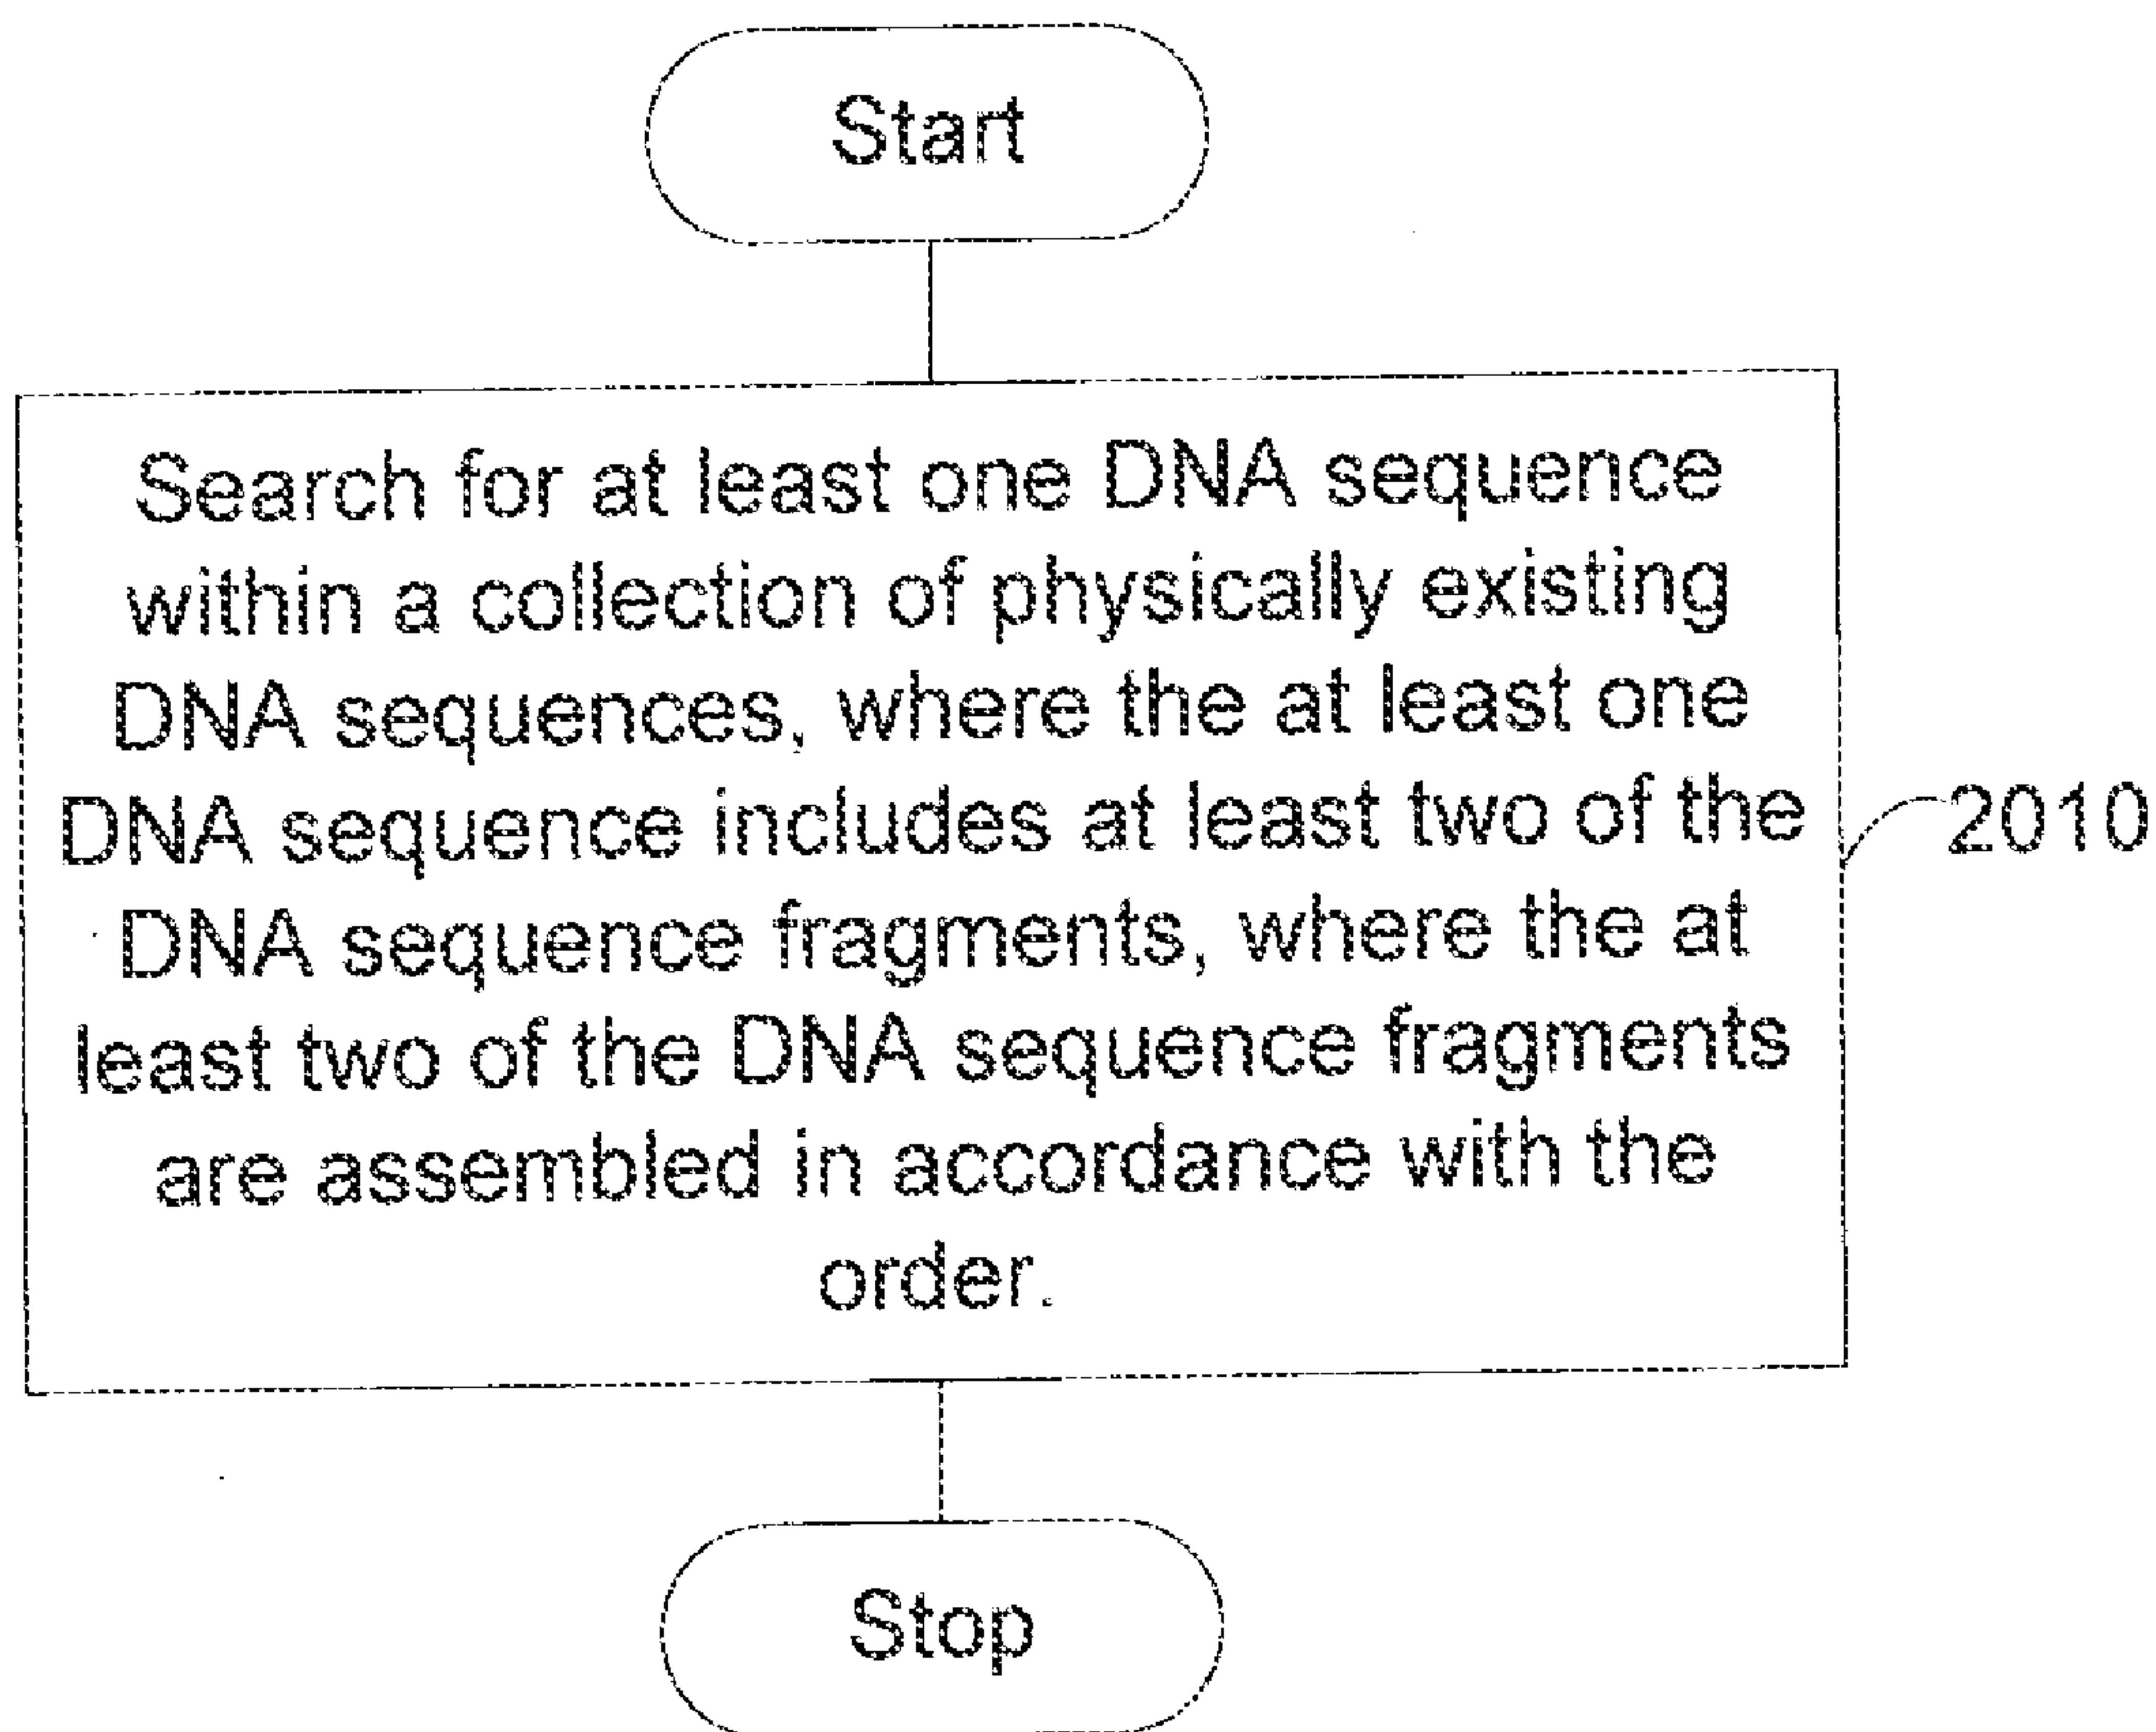 Start
Search for at least one DNA sequence
within a collection of physically existing
DNA sequences, where the at least one
DNA sequence includes at least two of the
DNA sequence fragments, where the at
least two of the DNA sequence fragments
are assembled in accordance with the
order.
2010
Stop